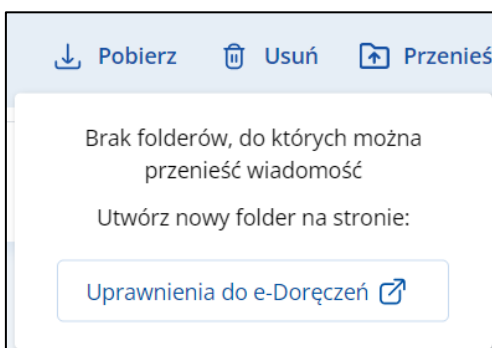 Pobierz Usuń Przenieś
Brak folderów, do których można
przenieść wiadomość
Utwórz nowy folder na stronie:
Uprawnienia do e-Doręczeń